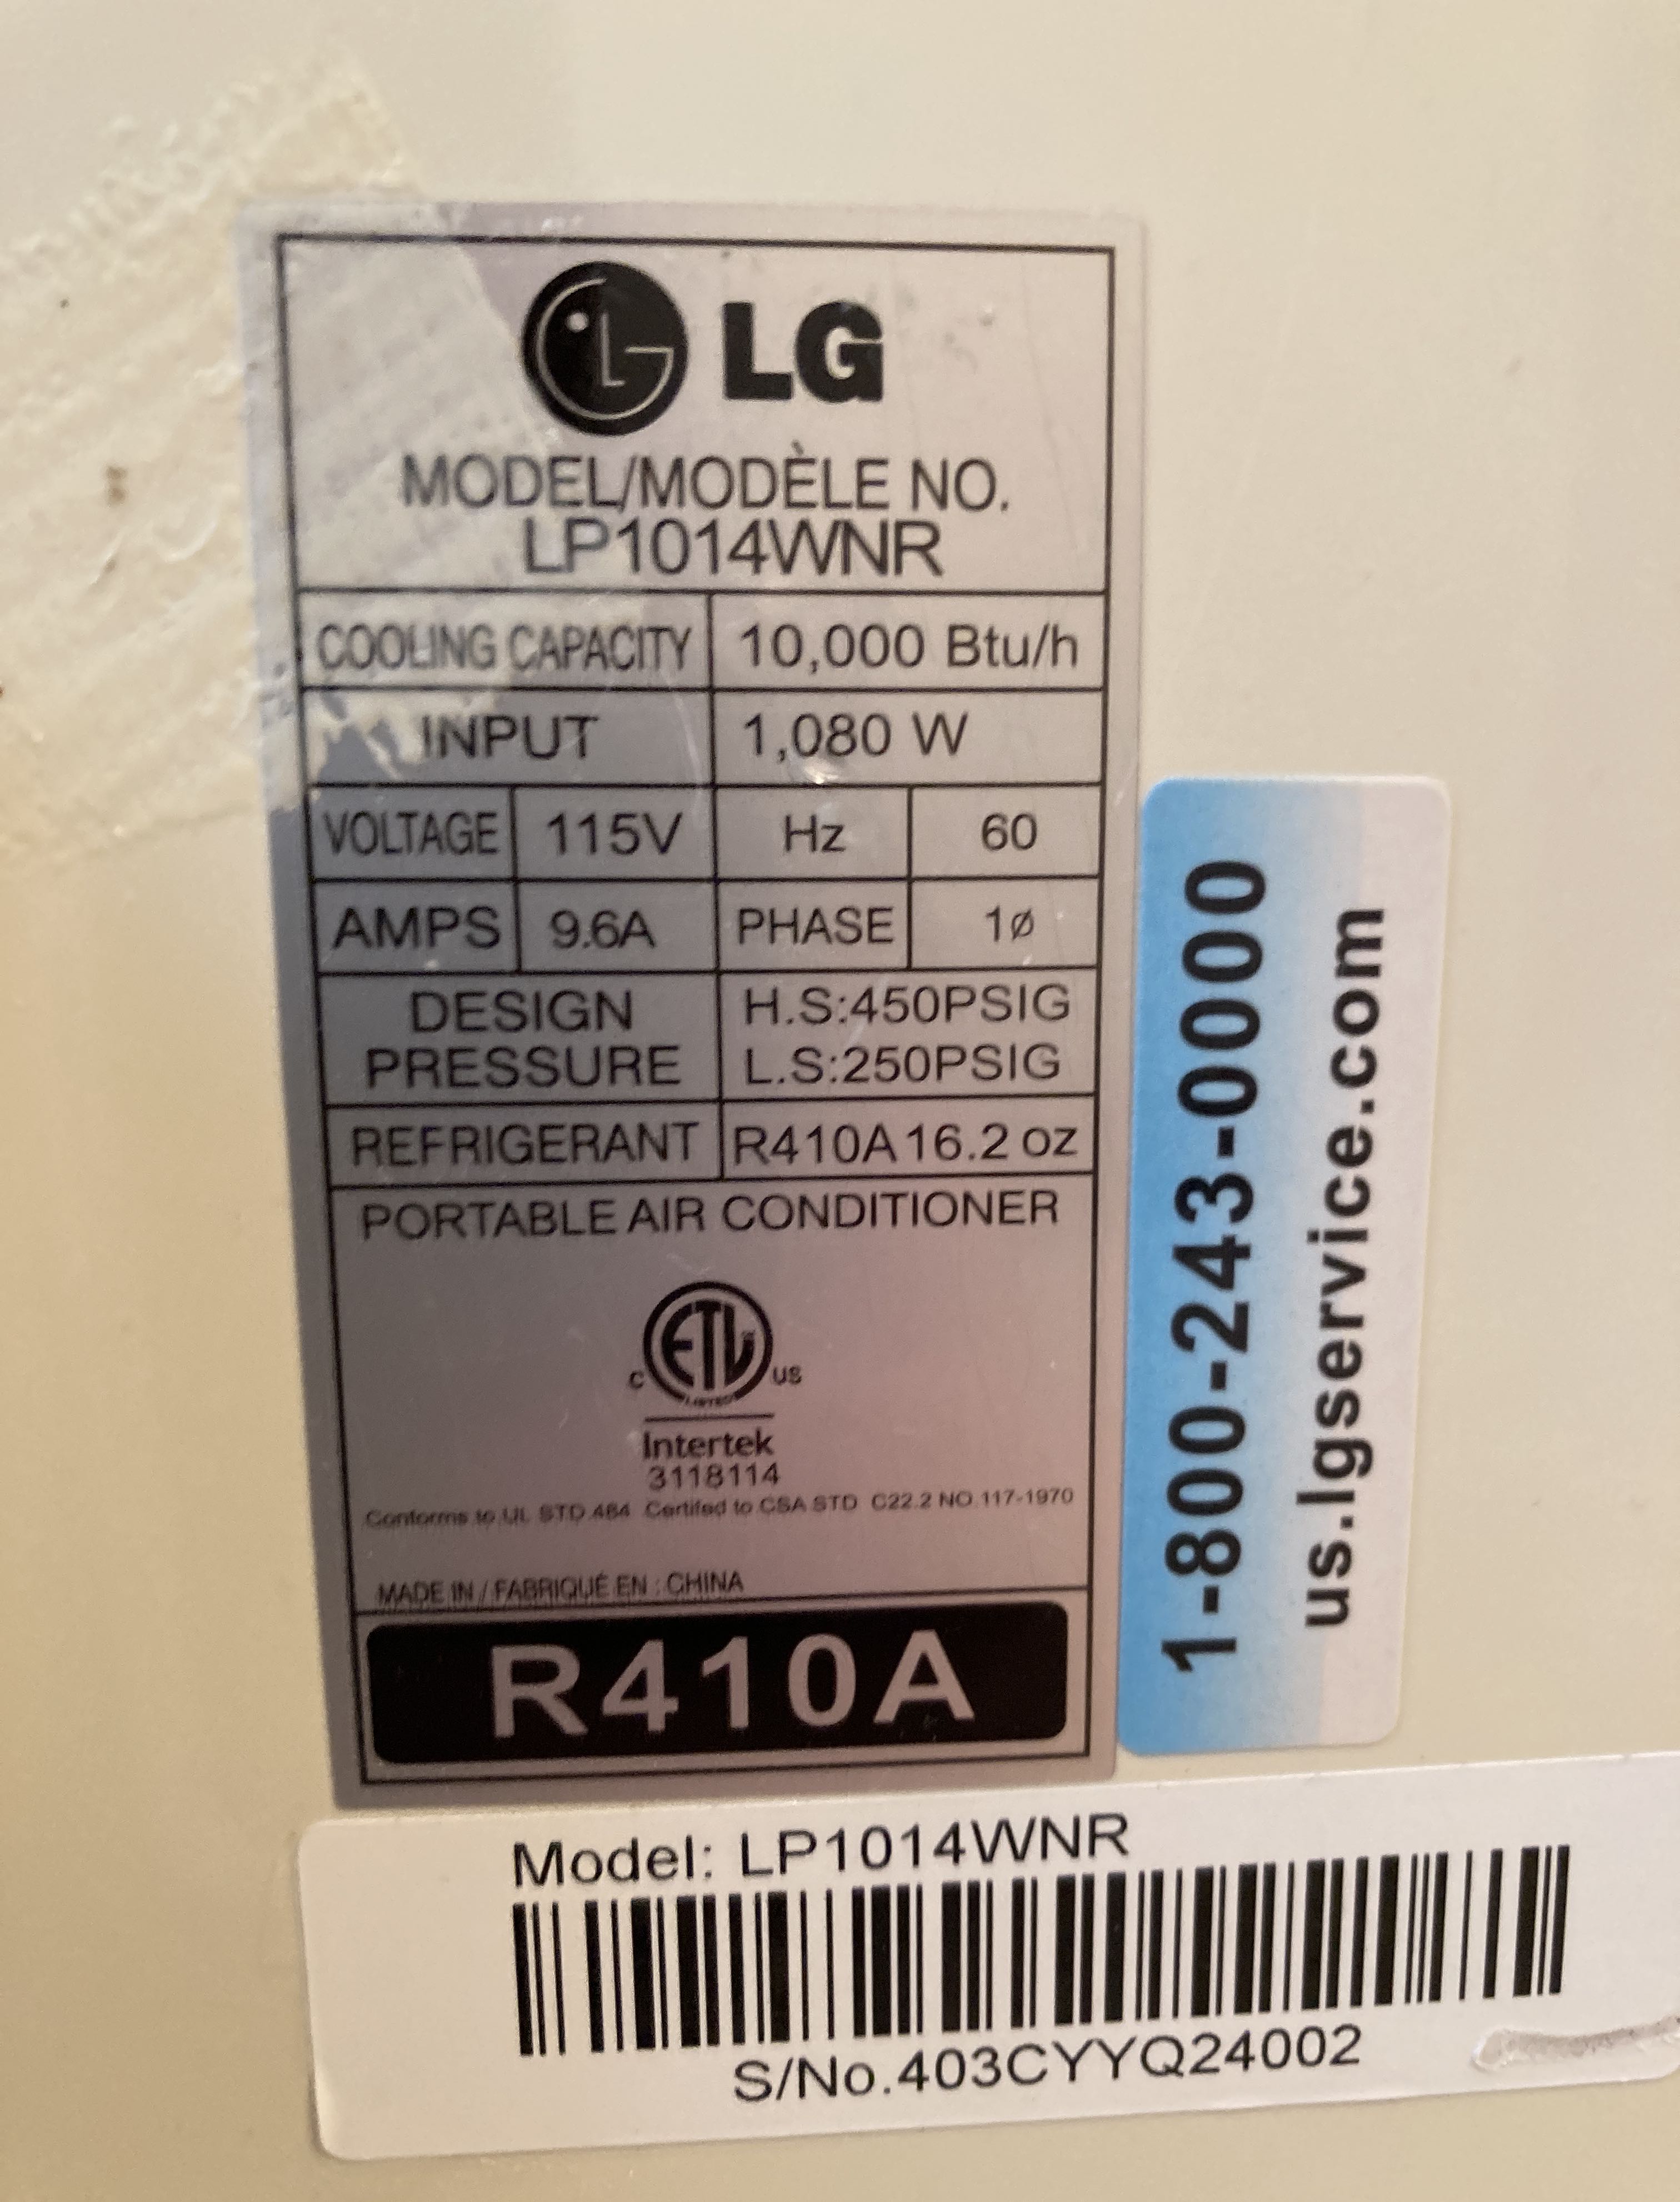 LG
MODEL/MODÈLE NO.
LP1014WNR
COOLING CAPACITY 10,000 Btu/h
INPUT 1,080 W
VOLTAGE 115V Hz 60
AMPS 9.6A PHASE 1ø
DESIGN PRESSURE H.S:450PSIG
L.S:250PSIG
REFRIGERANT R410A 16.2 oz
PORTABLE AIR CONDITIONER
C ETL US
LISTED
Intertek
3118114
Conforms to UL STD 484 Certifed to CSA STD C22.2 NO.117-1970
MADE IN / FABRIQUÉ EN : CHINA
R410A
1-800-243-0000
us.lgservice.com
Model: LP1014WNR
S/No.403CYYQ24002